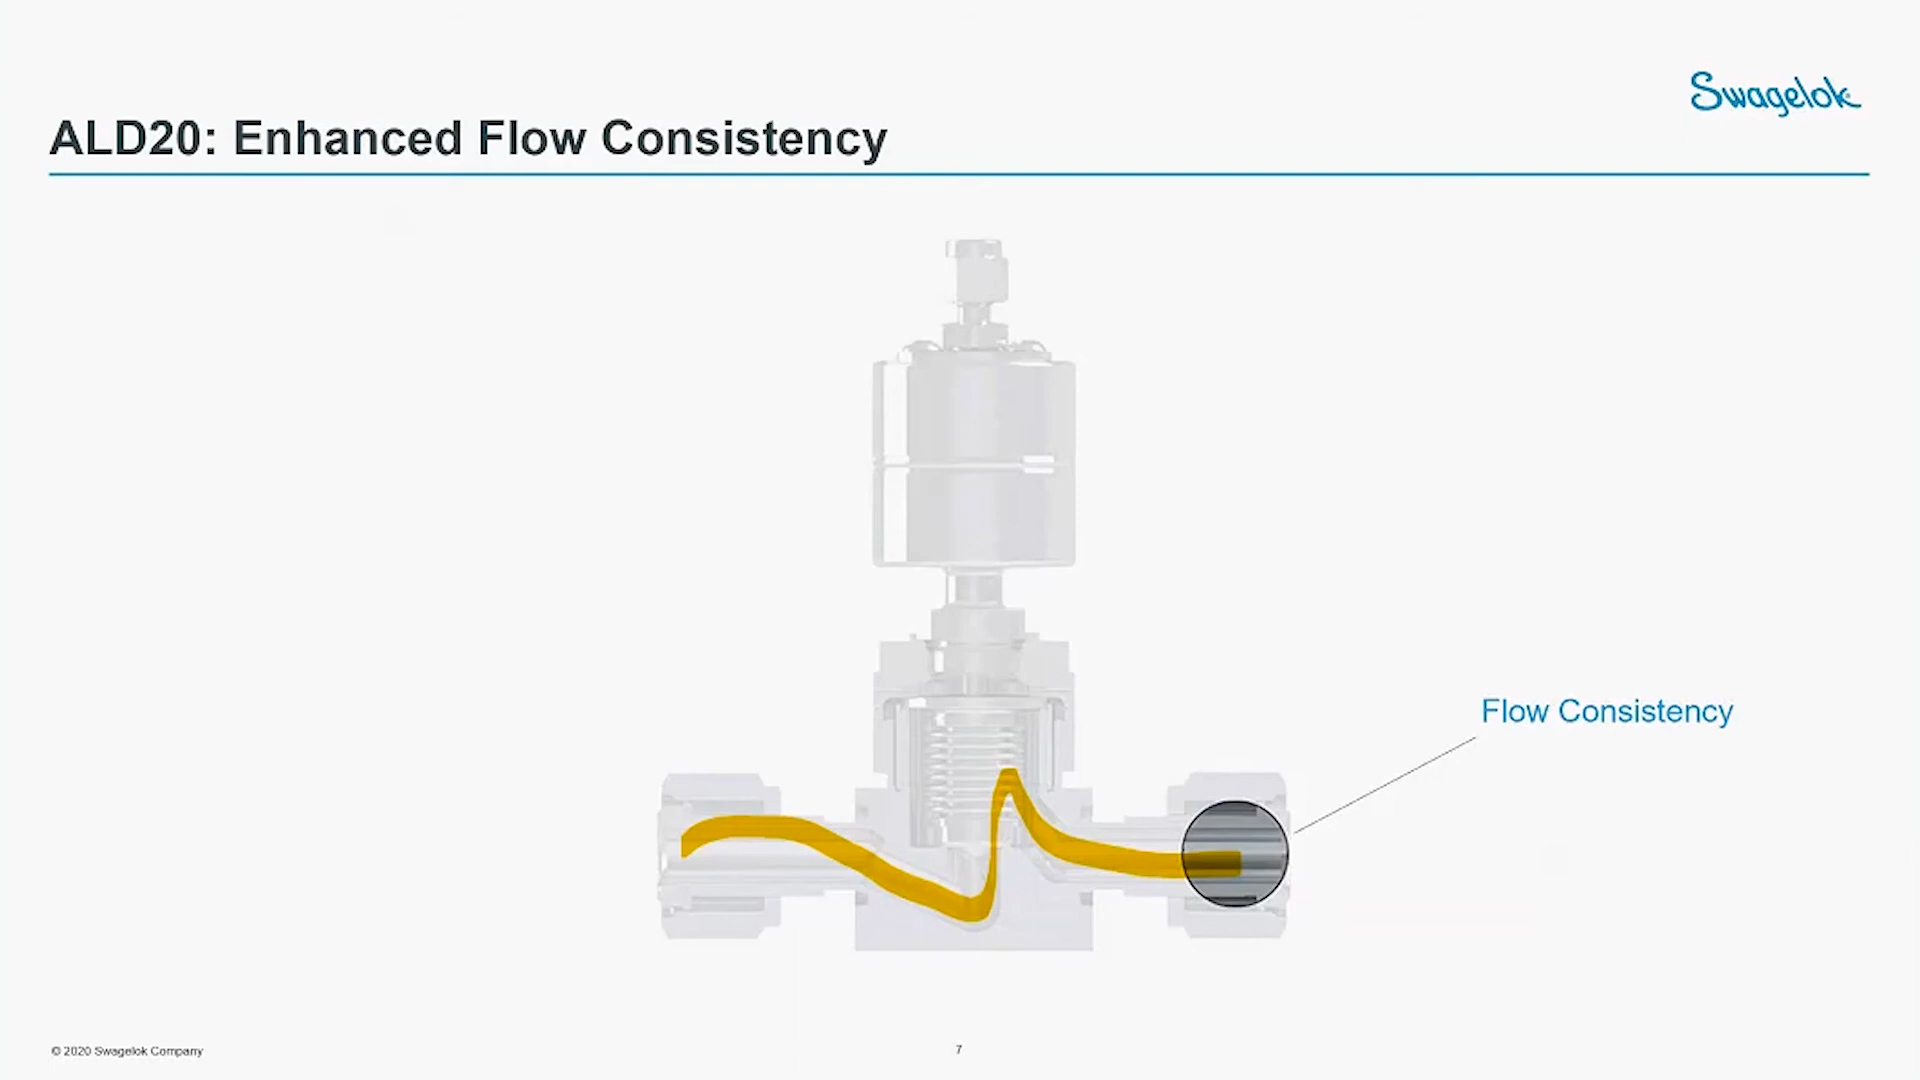 Swagelok
ALD20: Enhanced Flow Consistency
Flow Consistency
© 2020 Swagelok Company
7